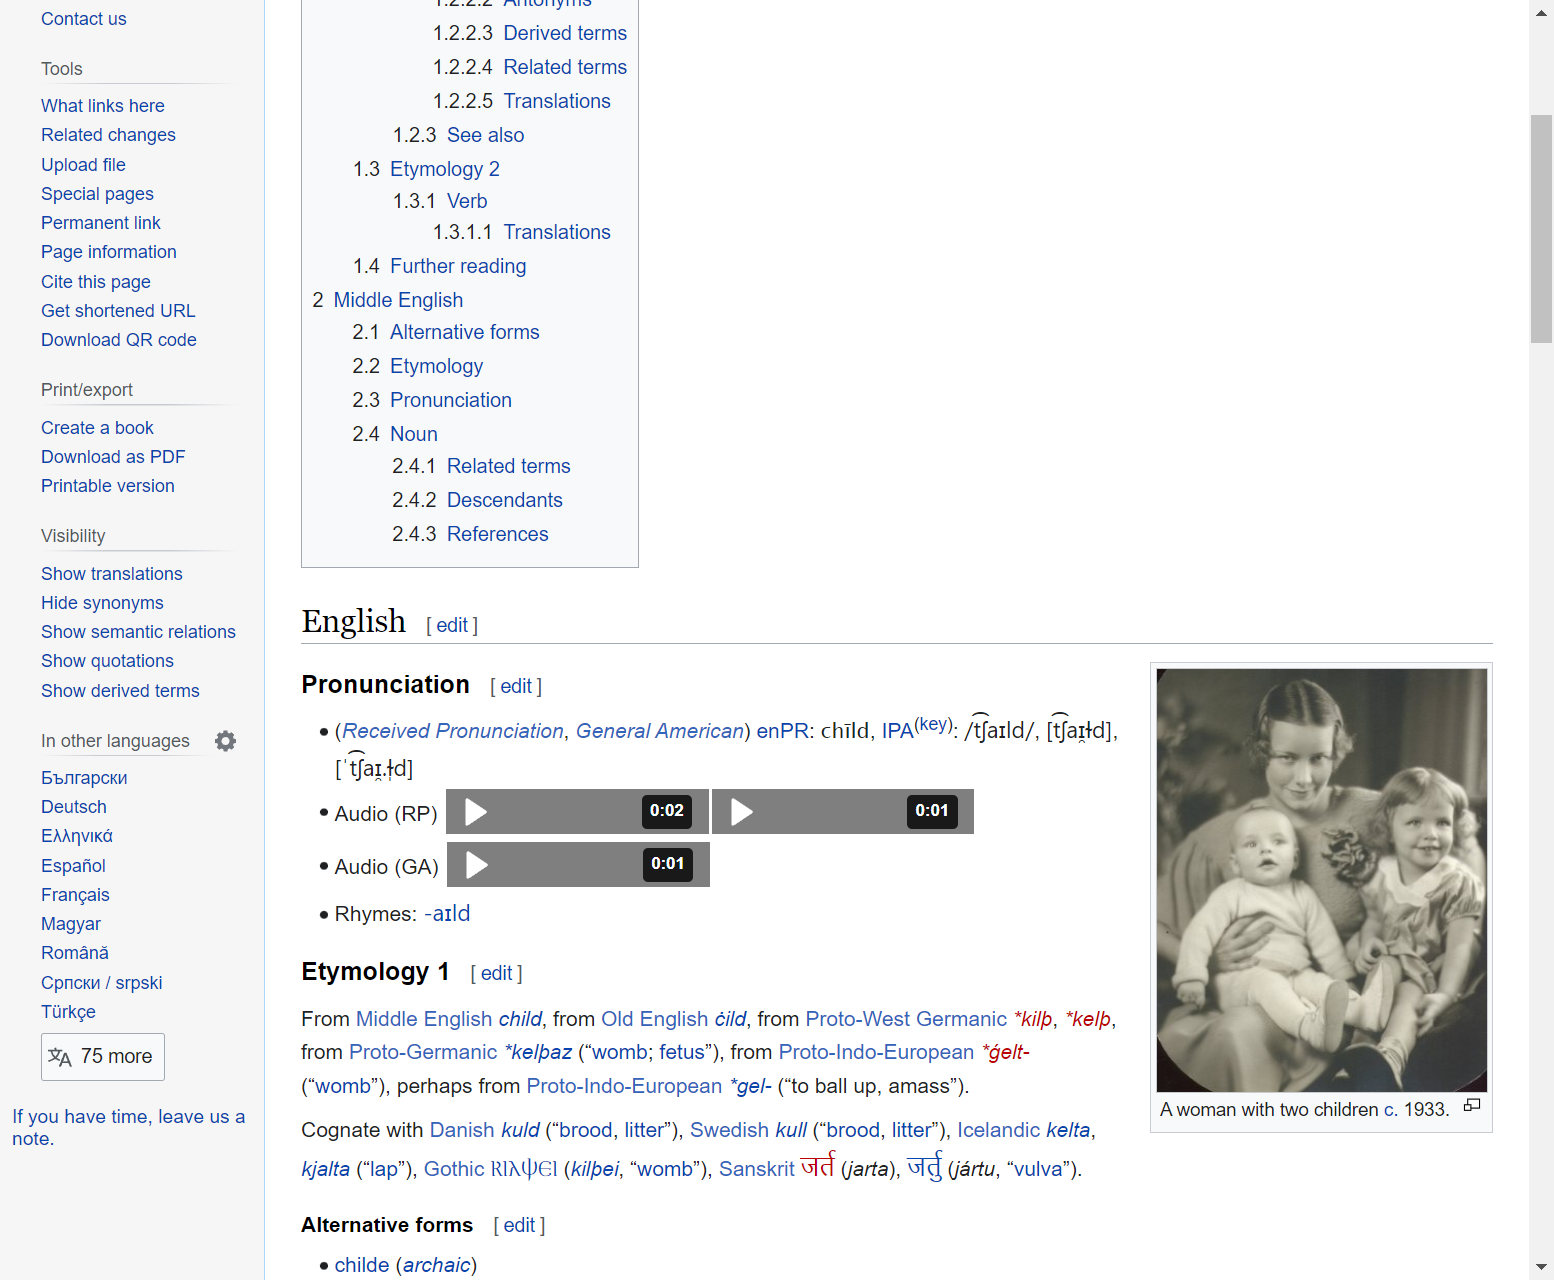 Contact us
Tools
What links here
Related changes
Upload file
Special pages
Permanent link
Page information
Cite this page
Get shortened URL
Download QR code
Print/export
Create a book
Download as PDF
Printable version
Visibility
Show translations
Hide synonyms
Show semantic relations
Show quotations
Show derived terms
In other languages
Български
Deutsch
Ελληνικά
Español
Français
Magyar
Română
Српски / srpski
Türkçe
75 more
If you have time, leave us a
note.
1.2.2.2 Antonyms
1.2.2.3 Derived terms
1.2.2.4 Related terms
1.2.2.5 Translations
1.2.3 See also
1.3 Etymology 2
1.3.1 Verb
1.3.1.1 Translations
1.4 Further reading
2 Middle English
2.1 Alternative forms
2.2 Etymology
2.3 Pronunciation
2.4 Noun
2.4.1 Related terms
2.4.2 Descendants
2.4.3 References
English [ edit ]
Pronunciation [ edit ]
• (Received Pronunciation, General American) enPR: chīld, IPA(key): /t͡ʃaɪld/, [t͡ʃaɪ̯ɫd],
[ˈt͡ʃaɪ̯.ɫ̩d]
• Audio (RP) 0:02 0:01
• Audio (GA) 0:01
• Rhymes: -aɪld
Etymology 1 [ edit ]
From Middle English child, from Old English ċild, from Proto-West Germanic *kilþ, *kelþ,
from Proto-Germanic *kelþaz (“womb; fetus”), from Proto-Indo-European *ǵelt-
(“womb”), perhaps from Proto-Indo-European *gel- (“to ball up, amass”).
Cognate with Danish kuld (“brood, litter”), Swedish kull (“brood, litter”), Icelandic kelta,
kjalta (“lap”), Gothic 𐌺𐌹𐌻𐌸𐌴𐌹 (kilþei, “womb”), Sanskrit जर्त (jarta), जर्तु (jártu, “vulva”).
Alternative forms [ edit ]
• childe (archaic)
A woman with two children c. 1933.